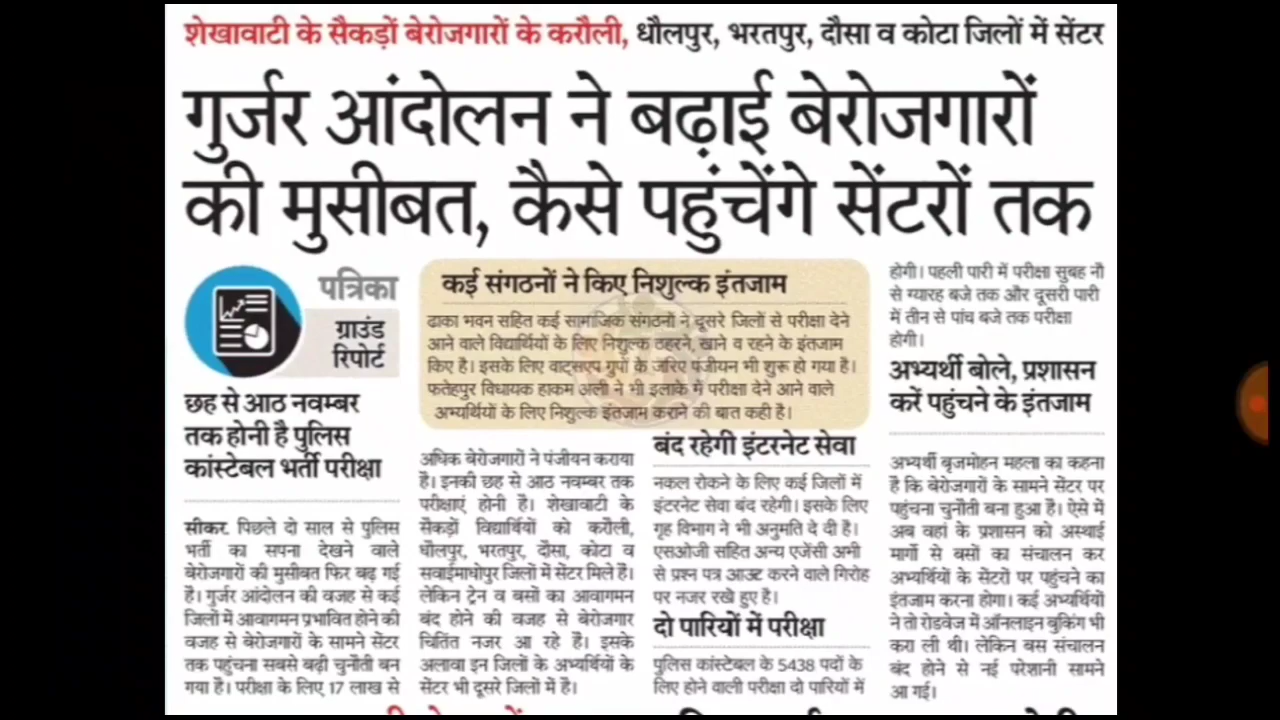 शेखावाटी के सैकड़ों बेरोजगारों के करौली, धौलपुर, भरतपुर, दौसा व कोटा जिलों में सेंटर
गुर्जर आंदोलन ने बढ़ाई बेरोजगारों
की मुसीबत, कैसे पहुंचेंगे सेंटरों तक
पत्रिका
ग्राउंड
रिपोर्ट
छह से आठ नवम्बर
तक होनी है पुलिस
कांस्टेबल भर्ती परीक्षा
सीकर. पिछले दो साल से पुलिस
भर्ती का सपना देखने वाले
बेरोजगारों की मुसीबत फिर बढ़ गई
है। गुर्जर आंदोलन की वजह से कई
जिलों में आवागमन प्रभावित होने की
वजह से बेरोजगारों के सामने सेंटर
तक पहुंचना सबसे बढ़ी चुनौती बन
गया है। परीक्षा के लिए 17 लाख से
कई संगठनों ने किए निशुल्क इंतजाम
ढाका भवन सहित कई सामाजिक संगठनों ने दूसरे जिलों से परीक्षा देने
आने वाले विद्यार्थियों के लिए निशुल्क ठहरने, खाने व रहने के इंतजाम
किए है। इसके लिए वाट्सएप ग्रुपों के जरिए पंजीयन भी शुरू हो गया है।
फतेहपुर विधायक हाकम अली ने भी इलाके में परीक्षा देने आने वाले
अभ्यर्थियों के लिए निशुल्क इंतजाम कराने की बात कही है।
अधिक बेरोजगारों ने पंजीयन कराया
है। इनकी छह से आठ नवम्बर तक
परीक्षाएं होनी है। शेखावाटी के
सैकड़ों विद्यार्थियों को करौली,
धौलपुर, भरतपुर, दौसा, कोटा व
सवाईमाधोपुर जिलों में सेंटर मिले है।
लेकिन ट्रेन व बसों का आवागमन
बंद होने की वजह से बेरोजगार
चिंतित नजर आ रहे है। इसके
अलावा इन जिलों के अभ्यर्थियों के
सेंटर भी दूसरे जिलों में है।
बंद रहेगी इंटरनेट सेवा
नकल रोकने के लिए कई जिलों में
इंटरनेट सेवा बंद रहेगी। इसके लिए
गृह विभाग ने भी अनुमति दे दी है।
एसओजी सहित अन्य एजेंसी अभी
से प्रश्न पत्र आउट करने वाले गिरोह
पर नजर रखे हुए है।
दो पारियों में परीक्षा
पुलिस कांस्टेबल के 5438 पदों के
लिए होने वाली परीक्षा दो पारियों में
होगी। पहली पारी में परीक्षा सुबह नौ
से ग्यारह बजे तक और दूसरी पारी
में तीन से पांच बजे तक परीक्षा
होगी।
अभ्यर्थी बोले, प्रशासन
करें पहुंचने के इंतजाम
अभ्यर्थी बृजमोहन महला का कहना
है कि बेरोजगारों के सामने सेंटर पर
पहुंचना चुनौती बना हुआ है। ऐसे में
अब वहां के प्रशासन को अस्थाई
मार्गो से बसों का संचालन कर
अभ्यर्थियों के सेंटरों पर पहुंचने का
इंतजाम करना होगा। कई अभ्यर्थियों
ने तो रोडवेज में ऑनलाइन बुकिंग भी
करा ली थी। लेकिन बस संचालन
बंद होने से नई परेशानी सामने
आ गई।